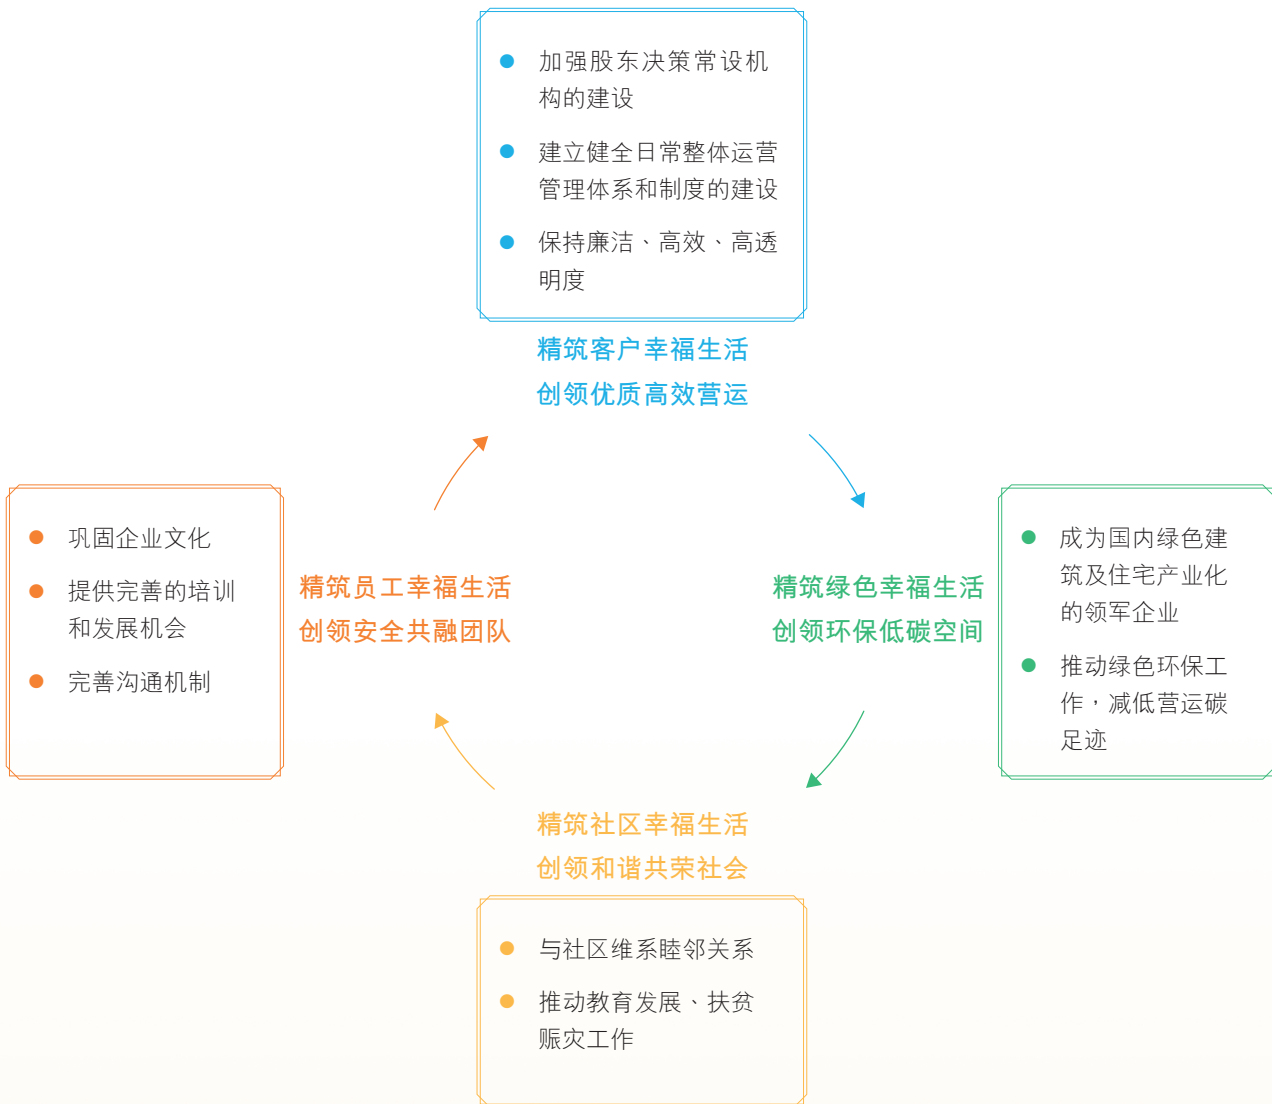 加强股东决策常设机
构的建设
建立健全日常整体运营
管理体系和制度的建设
保持廉洁、高效、高透
明度
精筑客户幸福生活
创领优质高效营运
巩固企业文化
提供完善的培训
和发展机会
完善沟通机制
精筑员工幸福生活
创领安全共融团队
精筑绿色幸福生活
创领环保低碳空间
成为国内绿色建
筑及住宅产业化
的领军企业
推动绿色环保工
作，减低营运碳
足迹
精筑社区幸福生活
创领和谐共荣社会
与社区维系睦邻关系
推动教育发展、扶贫
赈灾工作